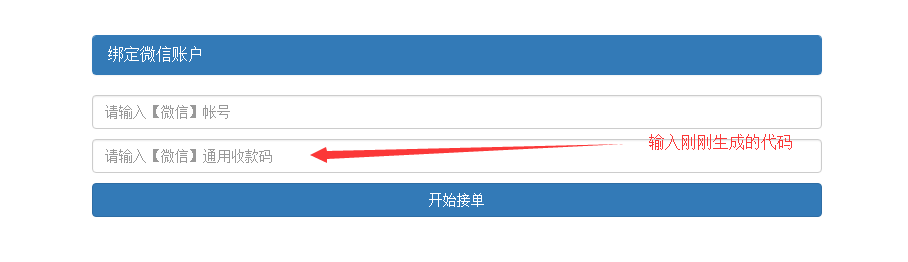 绑定微信账户
请输入【微信】帐号
输入刚刚生成的代码
请输入【微信】通用收款码
开始接单